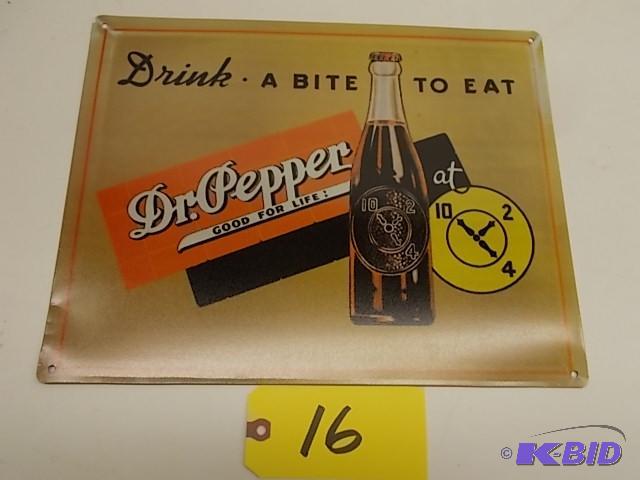 Drink · A BITE TO EAT
Dr. Pepper
GOOD FOR LIFE!
at
10 2
4
10 2
4
16
© K-BID